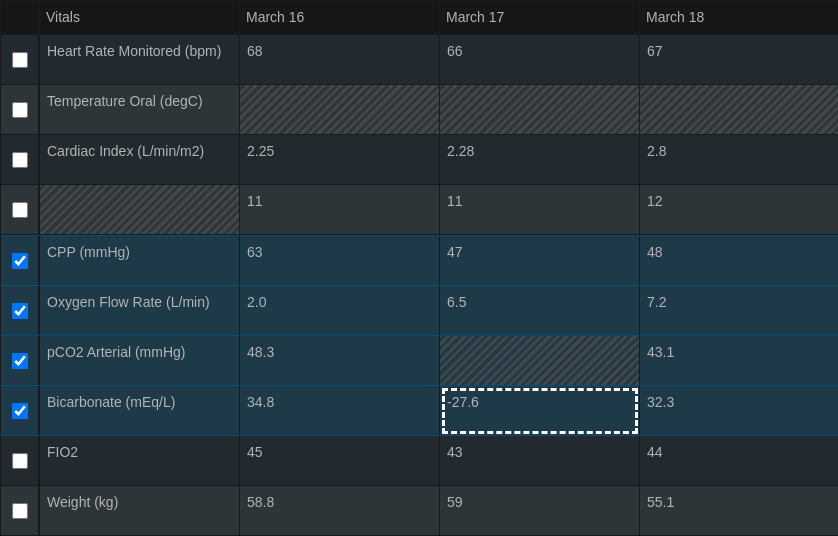 Vitals March 16 March 17 March 18
Heart Rate Monitored (bpm) 68 66 67
Temperature Oral (degC)
Cardiac Index (L/min/m2) 2.25 2.28 2.8
11 11 12
CPP (mmHg) 63 47 48
Oxygen Flow Rate (L/min) 2.0 6.5 7.2
pCO2 Arterial (mmHg) 48.3 43.1
Bicarbonate (mEq/L) 34.8 -27.6 32.3
FIO2 45 43 44
Weight (kg) 58.8 59 55.1